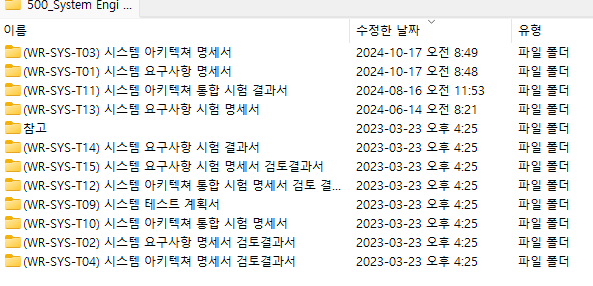 500_System Engi ...
이름 수정한 날짜 유형
(WR-SYS-T03) 시스템 아키텍쳐 명세서 2024-10-17 오전 8:49 파일 폴더
(WR-SYS-T01) 시스템 요구사항 명세서 2024-10-17 오전 8:48 파일 폴더
(WR-SYS-T11) 시스템 아키텍쳐 통합 시험 결과서 2024-08-16 오전 11:53 파일 폴더
(WR-SYS-T13) 시스템 요구사항 시험 명세서 2024-06-14 오전 8:21 파일 폴더
참고 2023-03-23 오후 4:25 파일 폴더
(WR-SYS-T14) 시스템 요구사항 시험 결과서 2023-03-23 오후 4:25 파일 폴더
(WR-SYS-T15) 시스템 요구사항 시험 명세서 검토결과서 2023-03-23 오후 4:25 파일 폴더
(WR-SYS-T12) 시스템 아키텍쳐 통합 시험 명세서 검토 결... 2023-03-23 오후 4:25 파일 폴더
(WR-SYS-T09) 시스템 테스트 계획서 2023-03-23 오후 4:25 파일 폴더
(WR-SYS-T10) 시스템 아키텍쳐 통합 시험 명세서 2023-03-23 오후 4:25 파일 폴더
(WR-SYS-T02) 시스템 요구사항 명세서 검토결과서 2023-03-23 오후 4:25 파일 폴더
(WR-SYS-T04) 시스템 아키텍쳐 명세서 검토결과서 2023-03-23 오후 4:25 파일 폴더